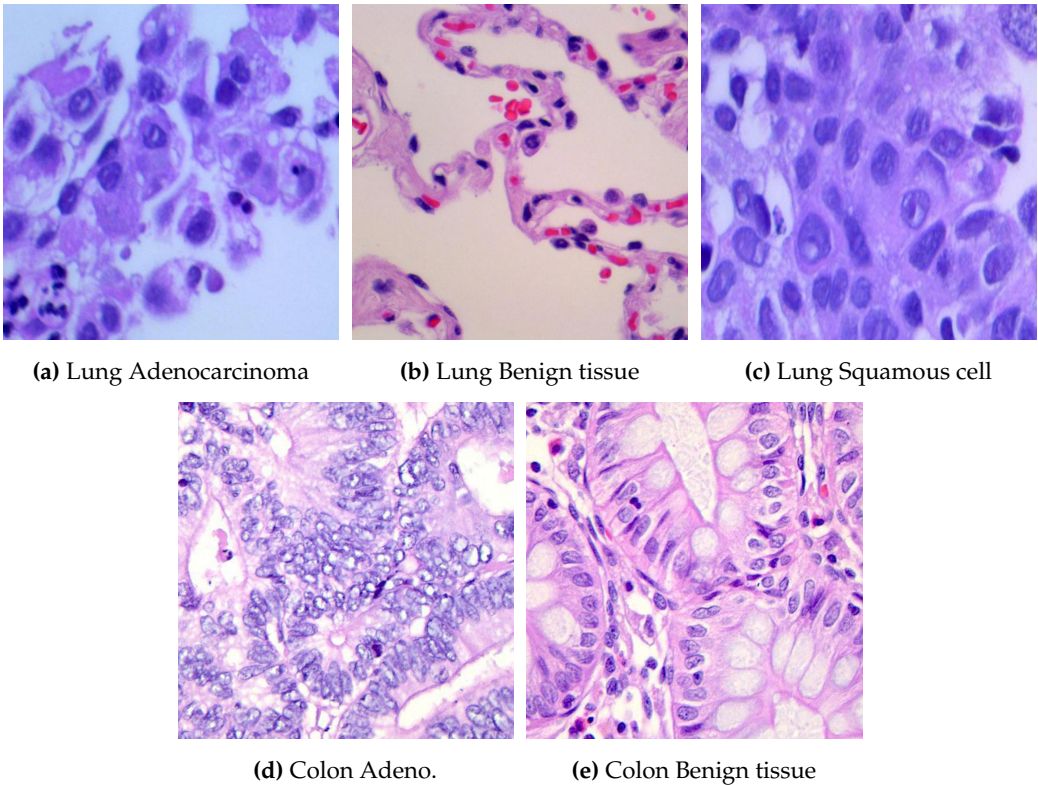 (a) Lung Adenocarcinoma
(b) Lung Benign tissue
(c) Lung Squamous cell
(d) Colon Adeno.
(e) Colon Benign tissue